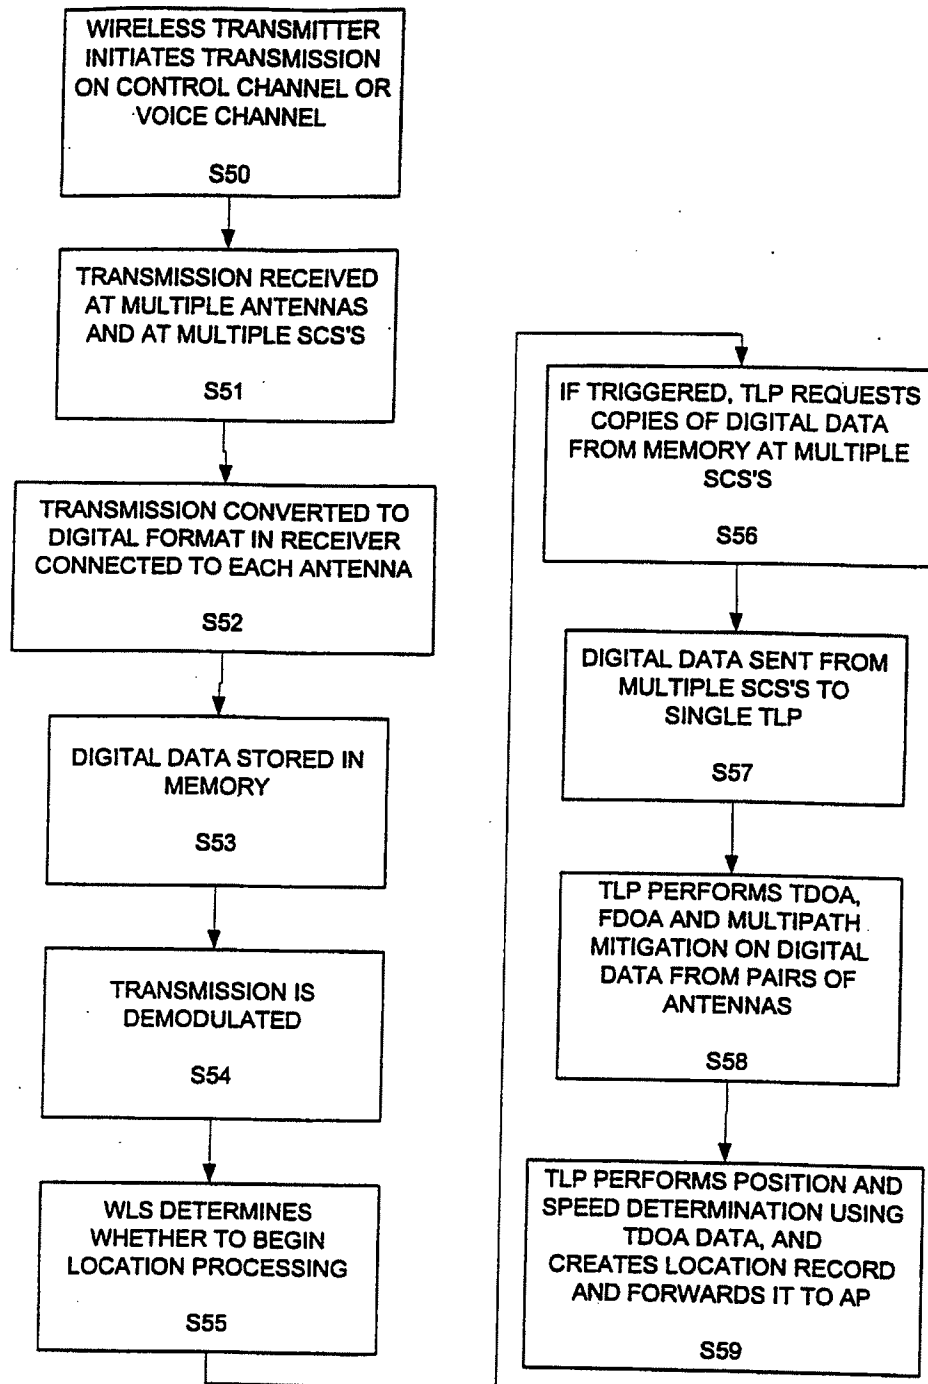 WIRELESS TRANSMITTER
INITIATES TRANSMISSION
ON CONTROL CHANNEL OR
VOICE CHANNEL
S50
TRANSMISSION RECEIVED
AT MULTIPLE ANTENNAS
AND AT MULTIPLE SCS'S
S51
TRANSMISSION CONVERTED TO
DIGITAL FORMAT IN RECEIVER
CONNECTED TO EACH ANTENNA
S52
DIGITAL DATA STORED IN
MEMORY
S53
TRANSMISSION IS
DEMODULATED
S54
WLS DETERMINES
WHETHER TO BEGIN
LOCATION PROCESSING
S55
IF TRIGGERED, TLP REQUESTS
COPIES OF DIGITAL DATA
FROM MEMORY AT MULTIPLE
SCS'S
S56
DIGITAL DATA SENT FROM
MULTIPLE SCS'S TO
SINGLE TLP
S57
TLP PERFORMS TDOA,
FDOA AND MULTIPATH
MITIGATION ON DIGITAL
DATA FROM PAIRS OF
ANTENNAS
S58
TLP PERFORMS POSITION AND
SPEED DETERMINATION USING
TDOA DATA, AND
CREATES LOCATION RECORD
AND FORWARDS IT TO AP
S59